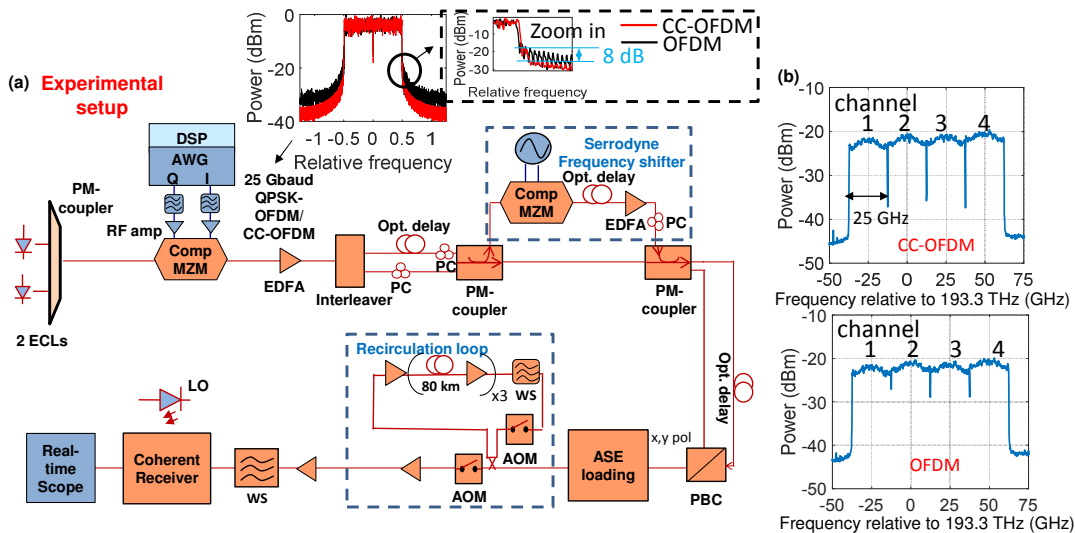 (a) Experimental
setup
Power (dBm)
0
-20
-40
-1 -0.5 0 0.5 1
Relative frequency
Power (dBm)
0
-10
-20
-30
Zoom in
8 dB
CC-OFDM
OFDM
Relative frequency
DSP
AWG
Q I
PM-
coupler
RF amp
Comp
MZM
2 ECLs
25 Gbaud
QPSK-
OFDM/
CC-OFDM
EDFA
Interleaver
Opt. delay
PC
PC
PM-
coupler
Serrodyne
Frequency shifter
Comp
MZM
Opt. delay
EDFA
PC
PM-
coupler
Opt. delay
PBC
x,y pol
ASE
loading
Recirculation loop
80 km
x3
WS
AOM
AOM
WS
LO
Coherent
Receiver
Real-
time
Scope
(b)
Power (dBm)
-10
-20
-30
-40
-50
channel
1 2 3 4
25 GHz
CC-OFDM
-50 -25 0 25 50 75
Frequency relative to 193.3 THz (GHz)
Power (dBm)
-10
-20
-30
-40
-50
channel
1 2 3 4
OFDM
-50 -25 0 25 50 75
Frequency relative to 193.3 THz (GHz)